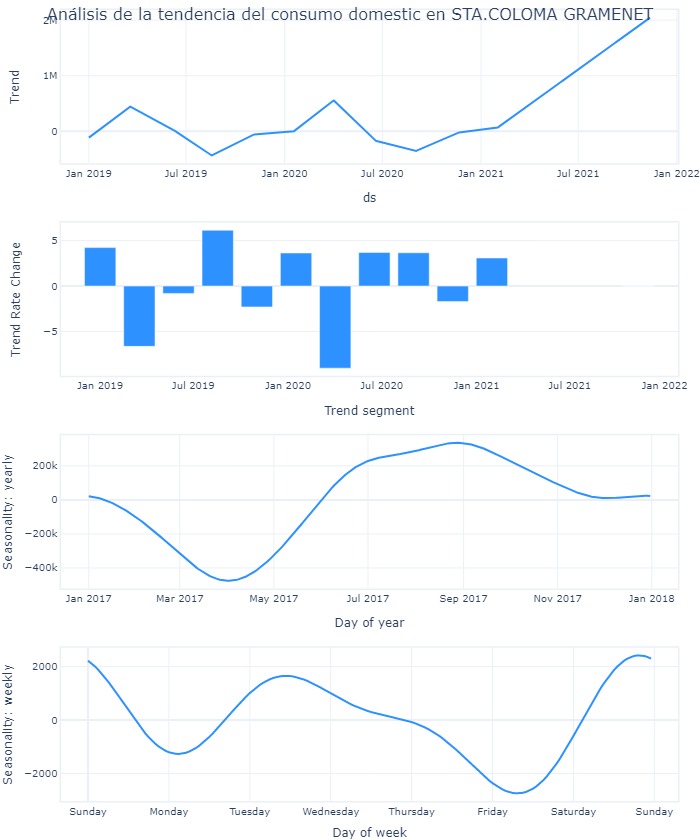 Análisis de la tendencia del consumo domestic en STA.COLOMA GRAMENET
2M
1M
0
Trend
Jan 2019 Jul 2019 Jan 2020 Jul 2020 Jan 2021 Jul 2021 Jan 2022
ds
5
0
−5
Trend Rate Change
Jan 2019 Jul 2019 Jan 2020 Jul 2020 Jan 2021 Jul 2021 Jan 2022
Trend segment
200k
0
−200k
−400k
Seasonality: yearly
Jan 2017 Mar 2017 May 2017 Jul 2017 Sep 2017 Nov 2017 Jan 2018
Day of year
2000
0
−2000
Seasonality: weekly
Sunday Monday Tuesday Wednesday Thursday Friday Saturday Sunday
Day of week